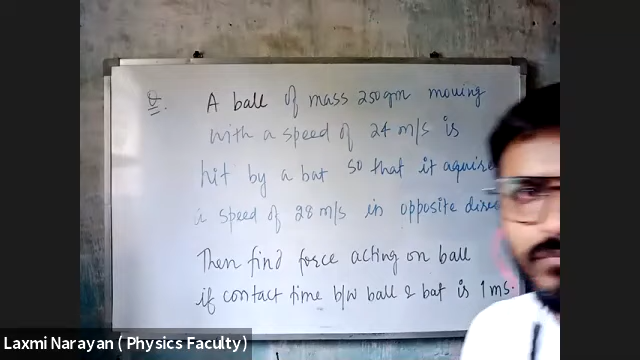 Q. A ball of mass 250gm moving
with a speed of 24 m/s is
hit by a bat so that it aquire
a speed of 28 m/s in opposite direc
Then find force acting on ball
if contact time b/w ball & bat is 1 ms.
Laxmi Narayan ( Physics Faculty)